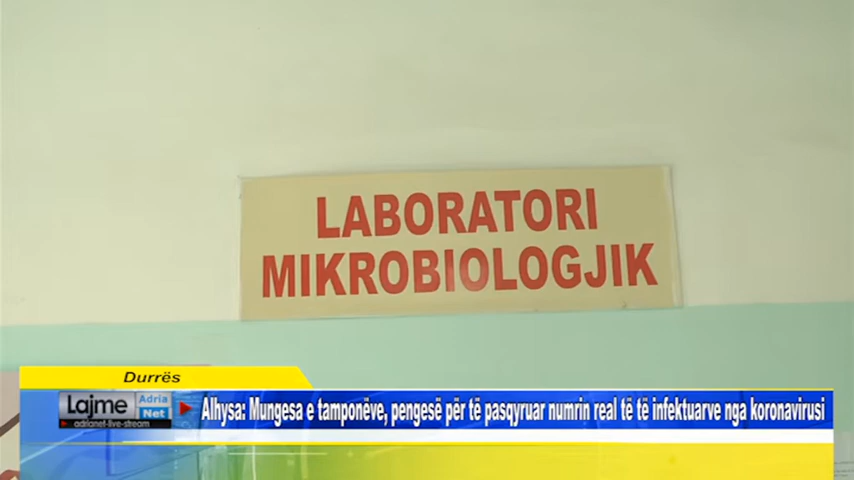 LABORATORI
MIKROBIOLOGJIK
Durrës
Lajme Adria Net
adrianet-live-stream
Alhysa: Mungesa e tamponëve, pengesë për të pasqyruar numrin real të të infektuarve nga koronavirusi